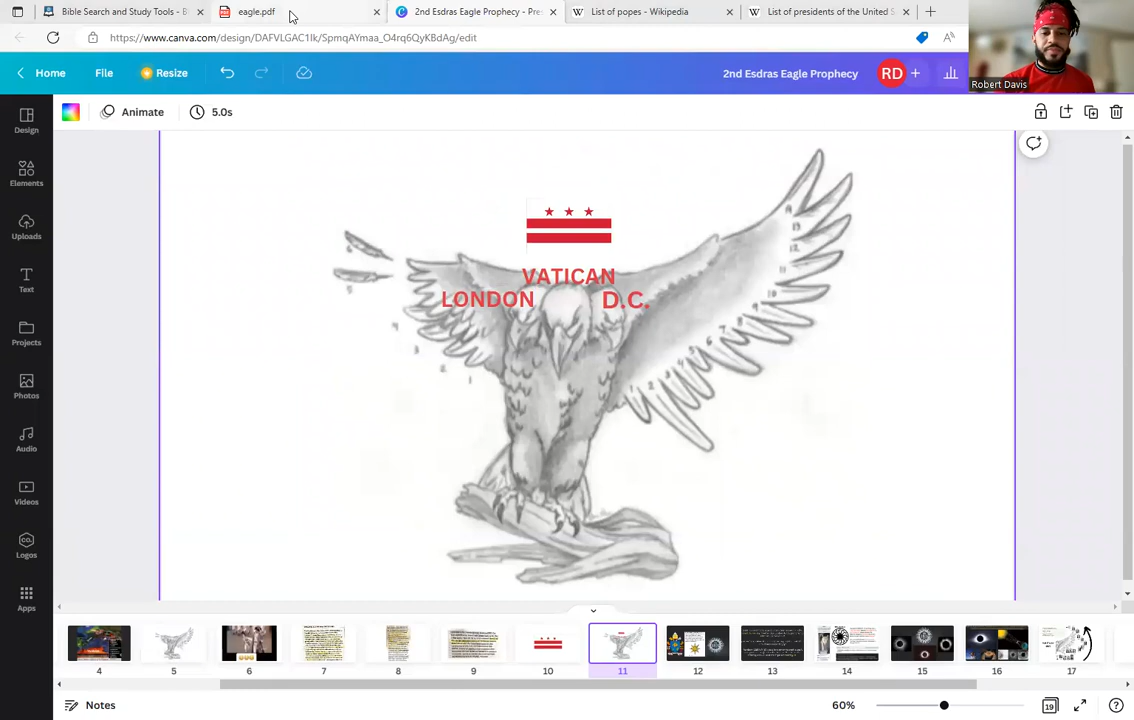 Bible Search and Study Tools - B
eagle.pdf
2nd Esdras Eagle Prophecy - Pre
List of popes - Wikipedia
List of presidents of the United S
https://www.canva.com/design/DAFVLGAC1Ik/SpmqAYmaa_O4rq6QyKBdAg/edit
Home
File
Resize
2nd Esdras Eagle Prophecy
RD
Robert Davis
Animate
5.0s
Design
Elements
Uploads
Text
Projects
Photos
Audio
Videos
Logos
Apps
VATICAN
LONDON
D.C.
4
5
6
7
8
9
10
11
12
13
14
15
16
17
Notes
60%
19